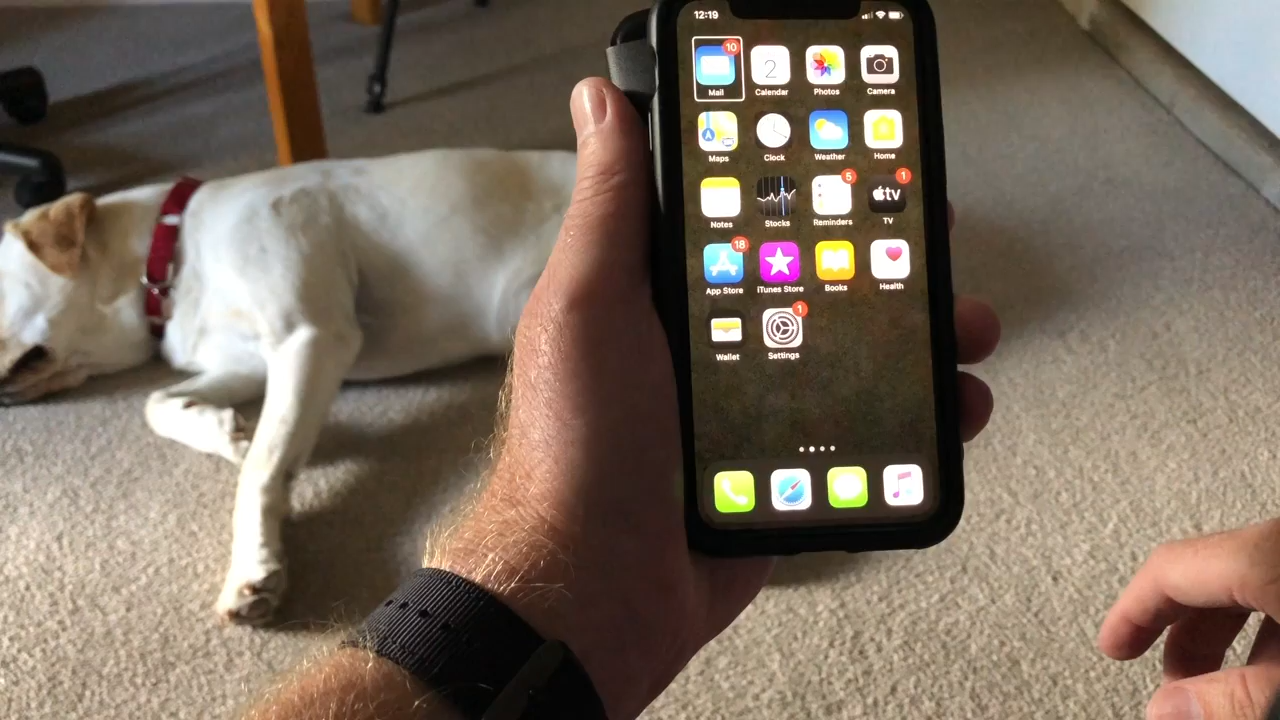 12:19
10
Mail
2
Calendar
Photos
Camera
Maps
Clock
Weather
Home
Notes
Stocks
5
Reminders
1
tv
TV
18
App Store
iTunes Store
Books
Health
Wallet
1
Settings